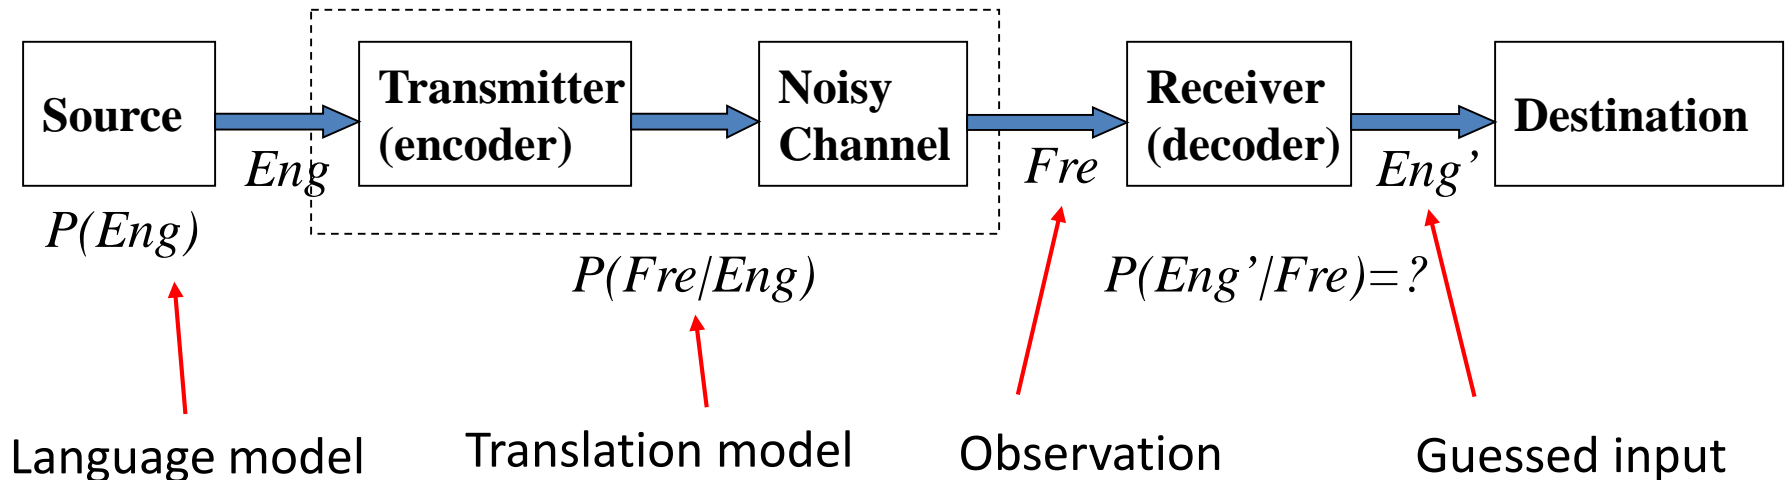 Source
Transmitter
(encoder)
Noisy
Channel
Receiver
(decoder)
Destination
Eng
Fre
Eng’
P(Eng)
P(Fre|Eng)
P(Eng’|Fre)=?
Language model
Translation model
Observation
Guessed input